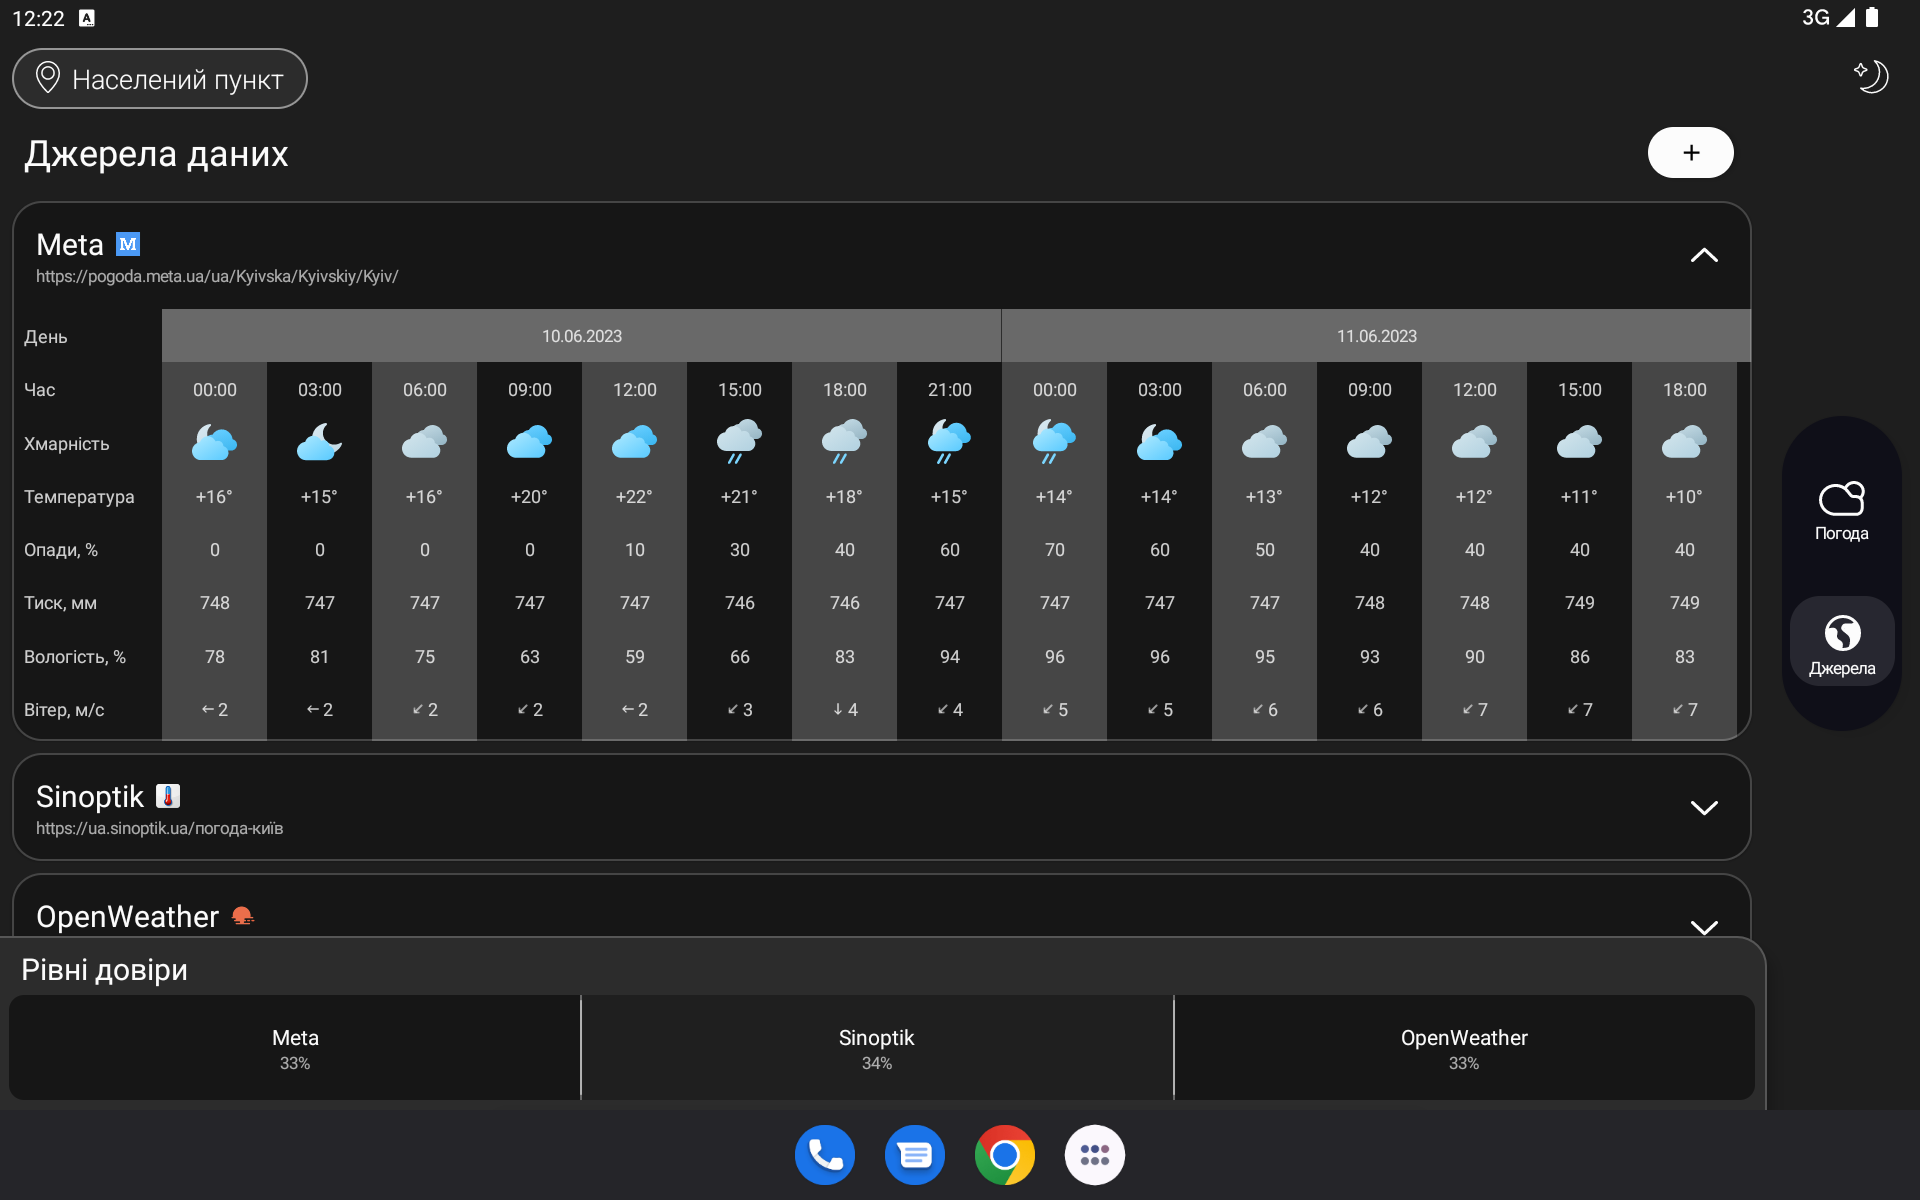 12:22
3G
Населений пункт
Джерела даних
+
Meta M
https://pogoda.meta.ua/ua/Kyivska/Kyivskiy/Kyiv/
День 10.06.2023 11.06.2023
Час 00:00 03:00 06:00 09:00 12:00 15:00 18:00 21:00 00:00 03:00 06:00 09:00 12:00 15:00 18:00
Хмарність
Температура +16° +15° +16° +20° +22° +21° +18° +15° +14° +14° +13° +12° +12° +11° +10°
Опади, % 0 0 0 0 10 30 40 60 70 60 50 40 40 40 40
Тиск, мм 748 747 747 747 747 746 746 747 747 747 747 748 748 749 749
Вологість, % 78 81 75 63 59 66 83 94 96 96 95 93 90 86 83
Вітер, м/с ←2 ←2 ↙2 ↙2 ←2 ↙3 ↓4 ↙4 ↙5 ↙5 ↙6 ↙6 ↙7 ↙7 ↙7
Погода
Джерела
Sinoptik
https://ua.sinoptik.ua/погода-київ
OpenWeather
Рівні довіри
Meta
33%
Sinoptik
34%
OpenWeather
33%